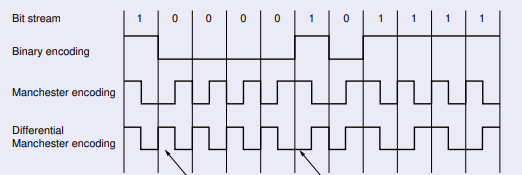 Bit stream 1 0 0 0 0 1 0 1 1 1 1
Binary encoding
Manchester encoding
Differential
Manchester encoding